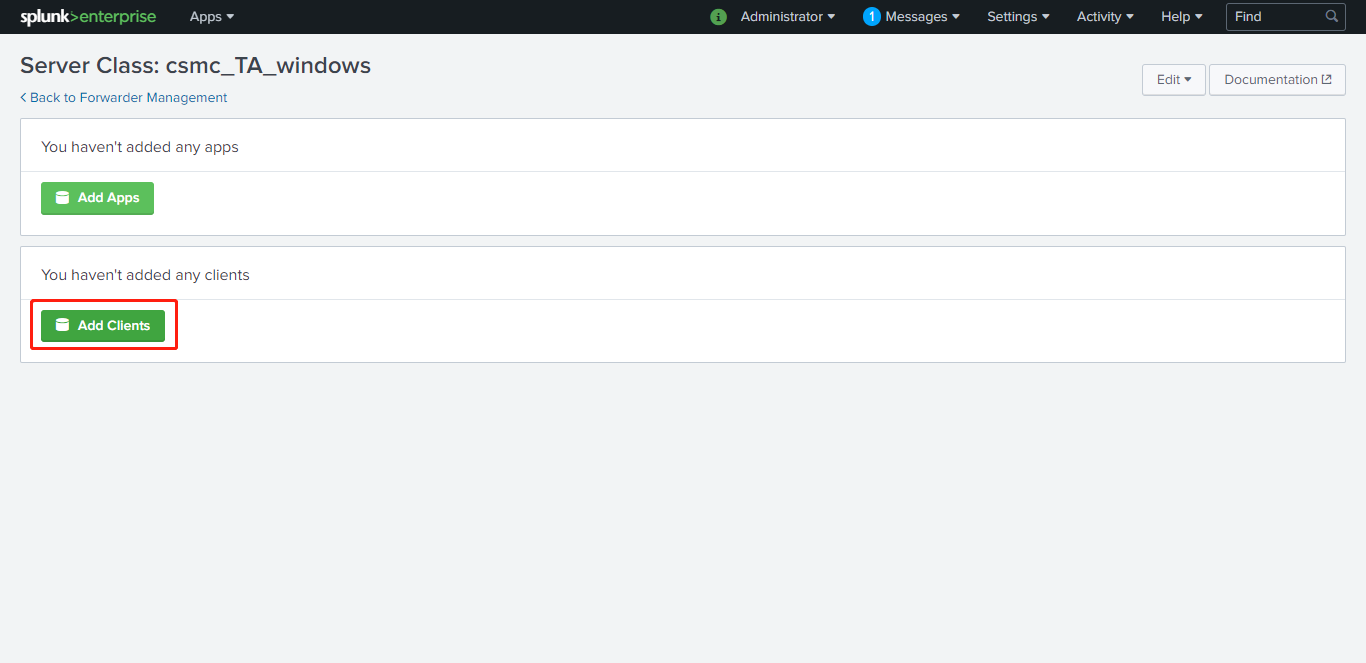 splunk>enterprise Apps Administrator 1 Messages Settings Activity Help Find
Server Class: csmc_TA_windows
Edit Documentation
Back to Forwarder Management
You haven't added any apps
Add Apps
You haven't added any clients
Add Clients